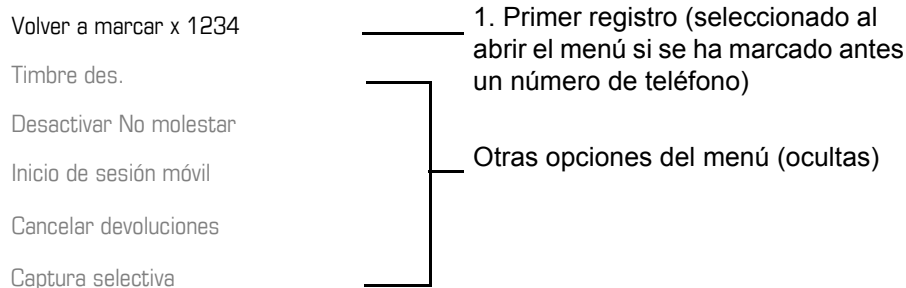 Volver a marcar x 1234
1. Primer registro (seleccionado al
abrir el menú si se ha marcado antes
un número de teléfono)
Timbre des.
Desactivar No molestar
Otras opciones del menú (ocultas)
Inicio de sesión móvil
Cancelar devoluciones
Captura selectiva